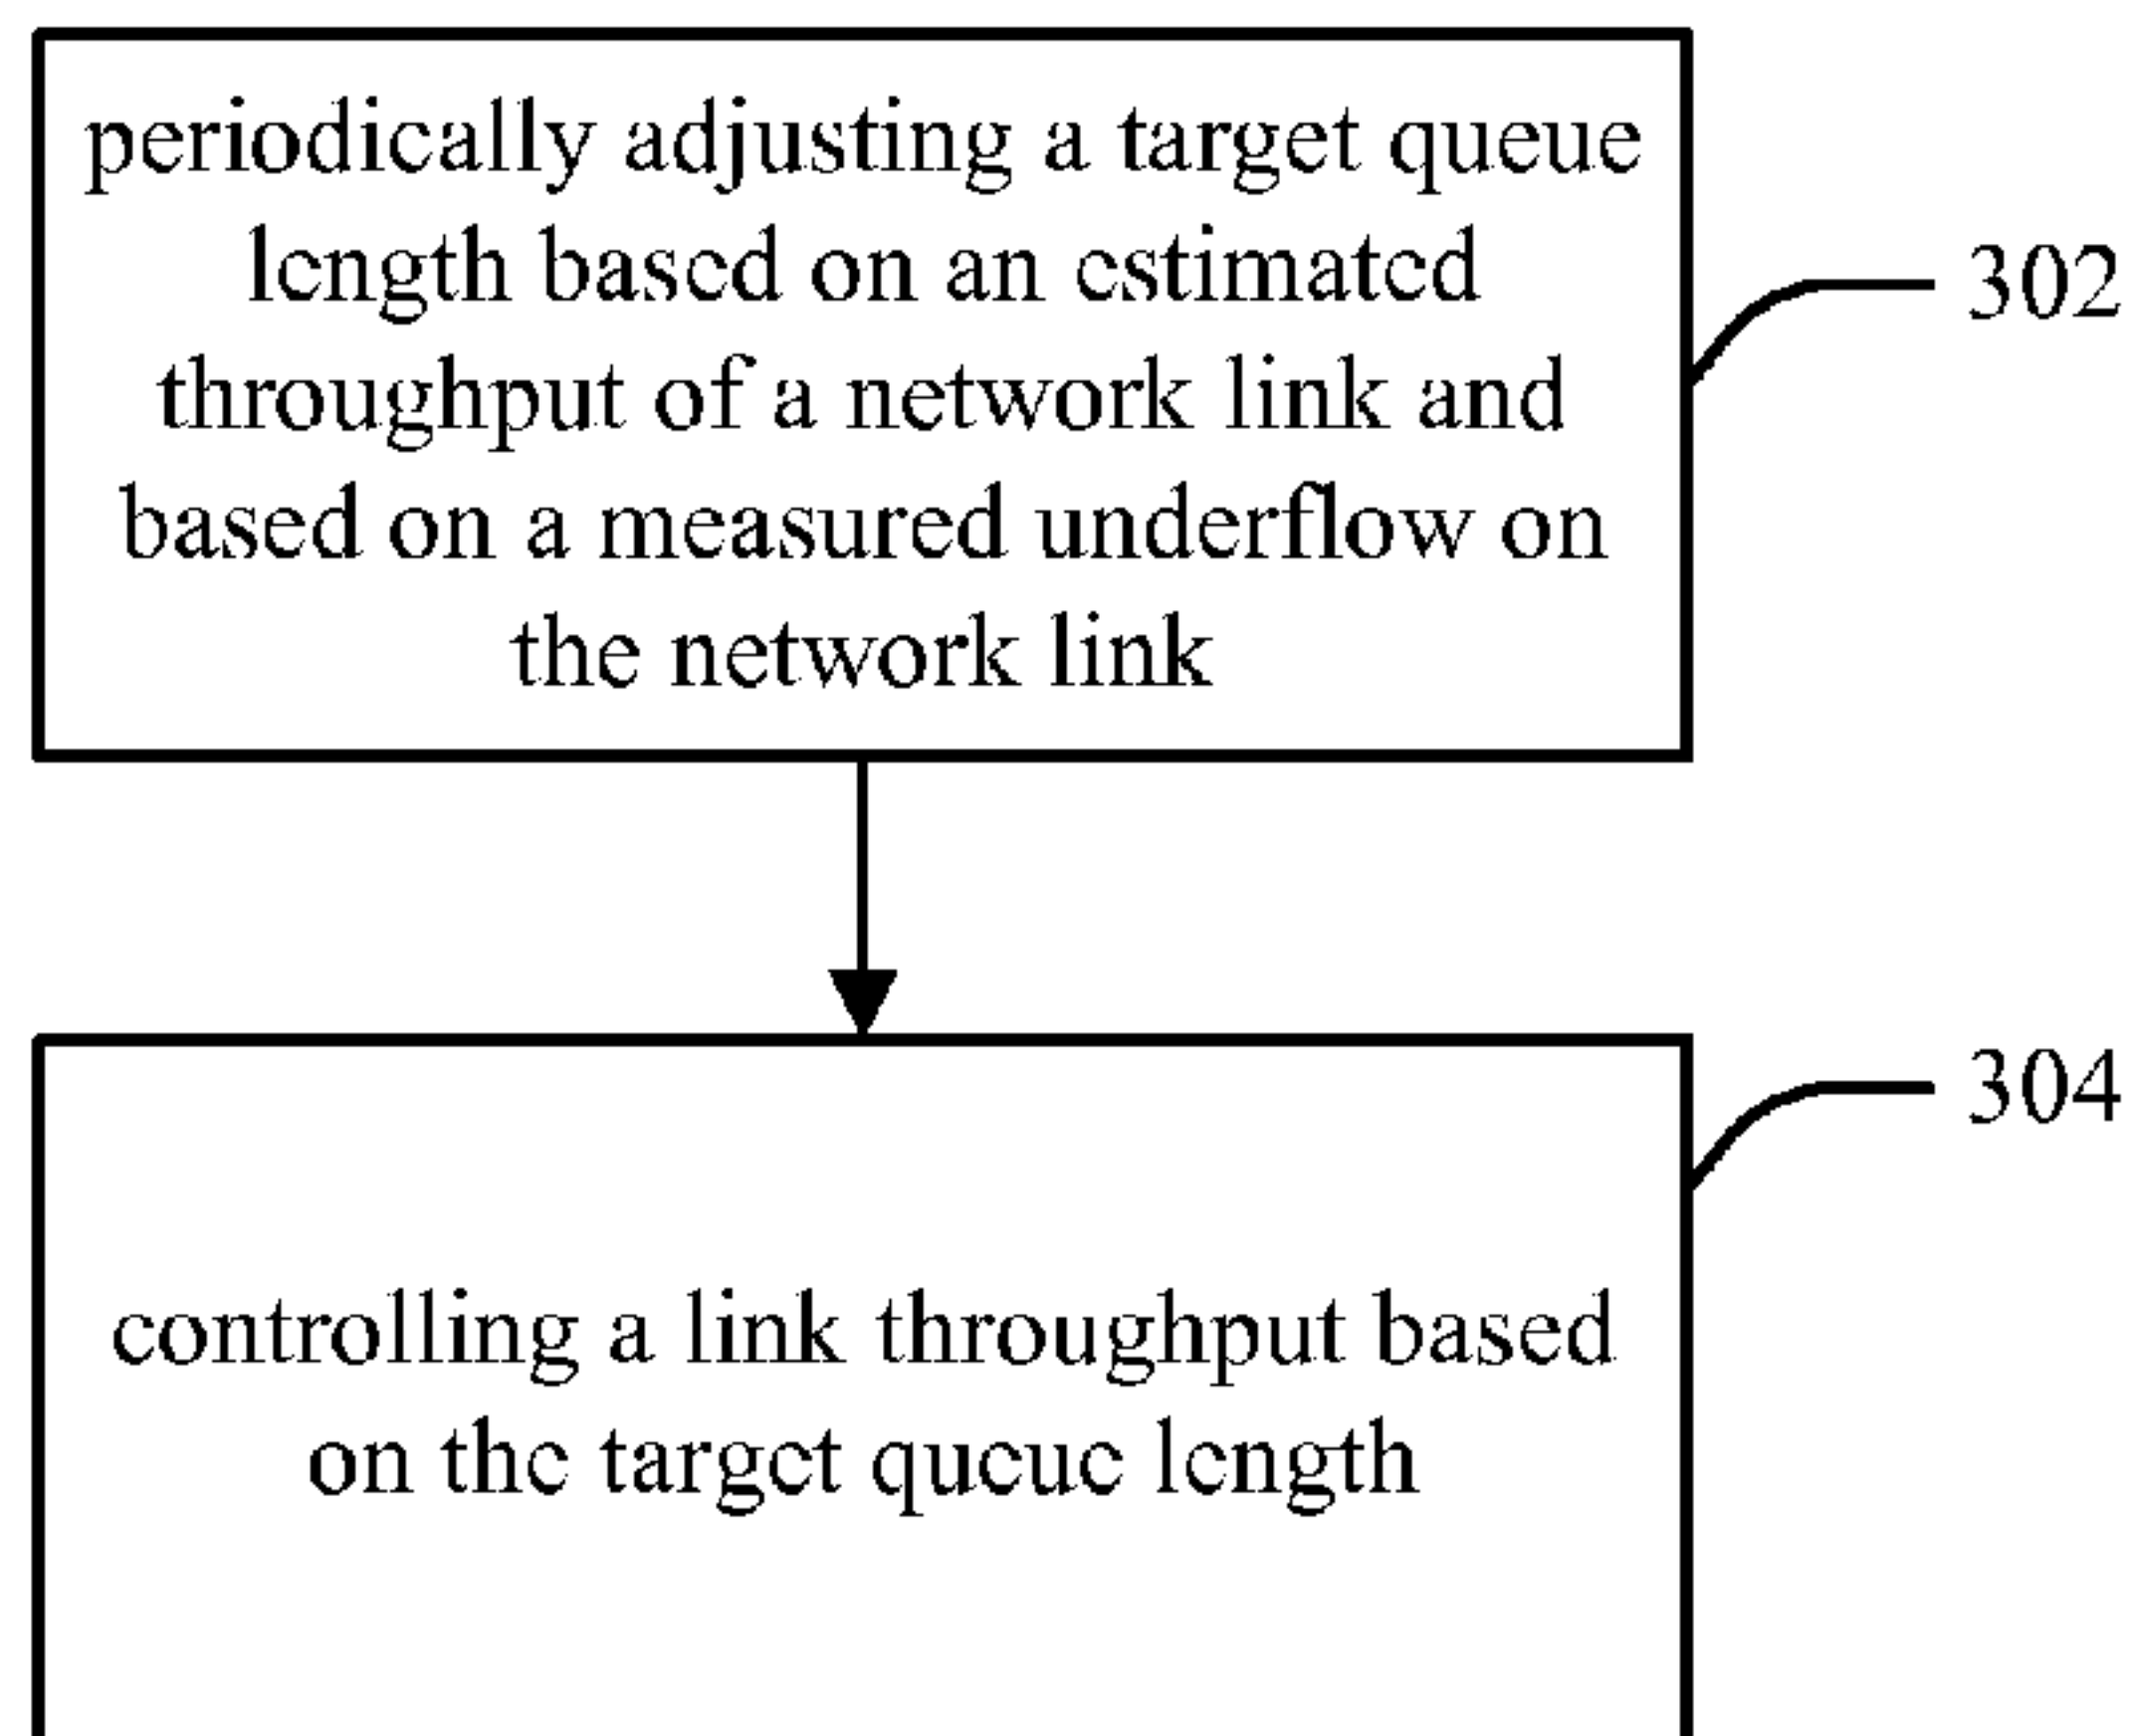 periodically adjusting a target queue
length based on an estimated
throughput of a network link and
based on a measured underflow on
the network link
302
304
controlling a link throughput based
on the target queue length